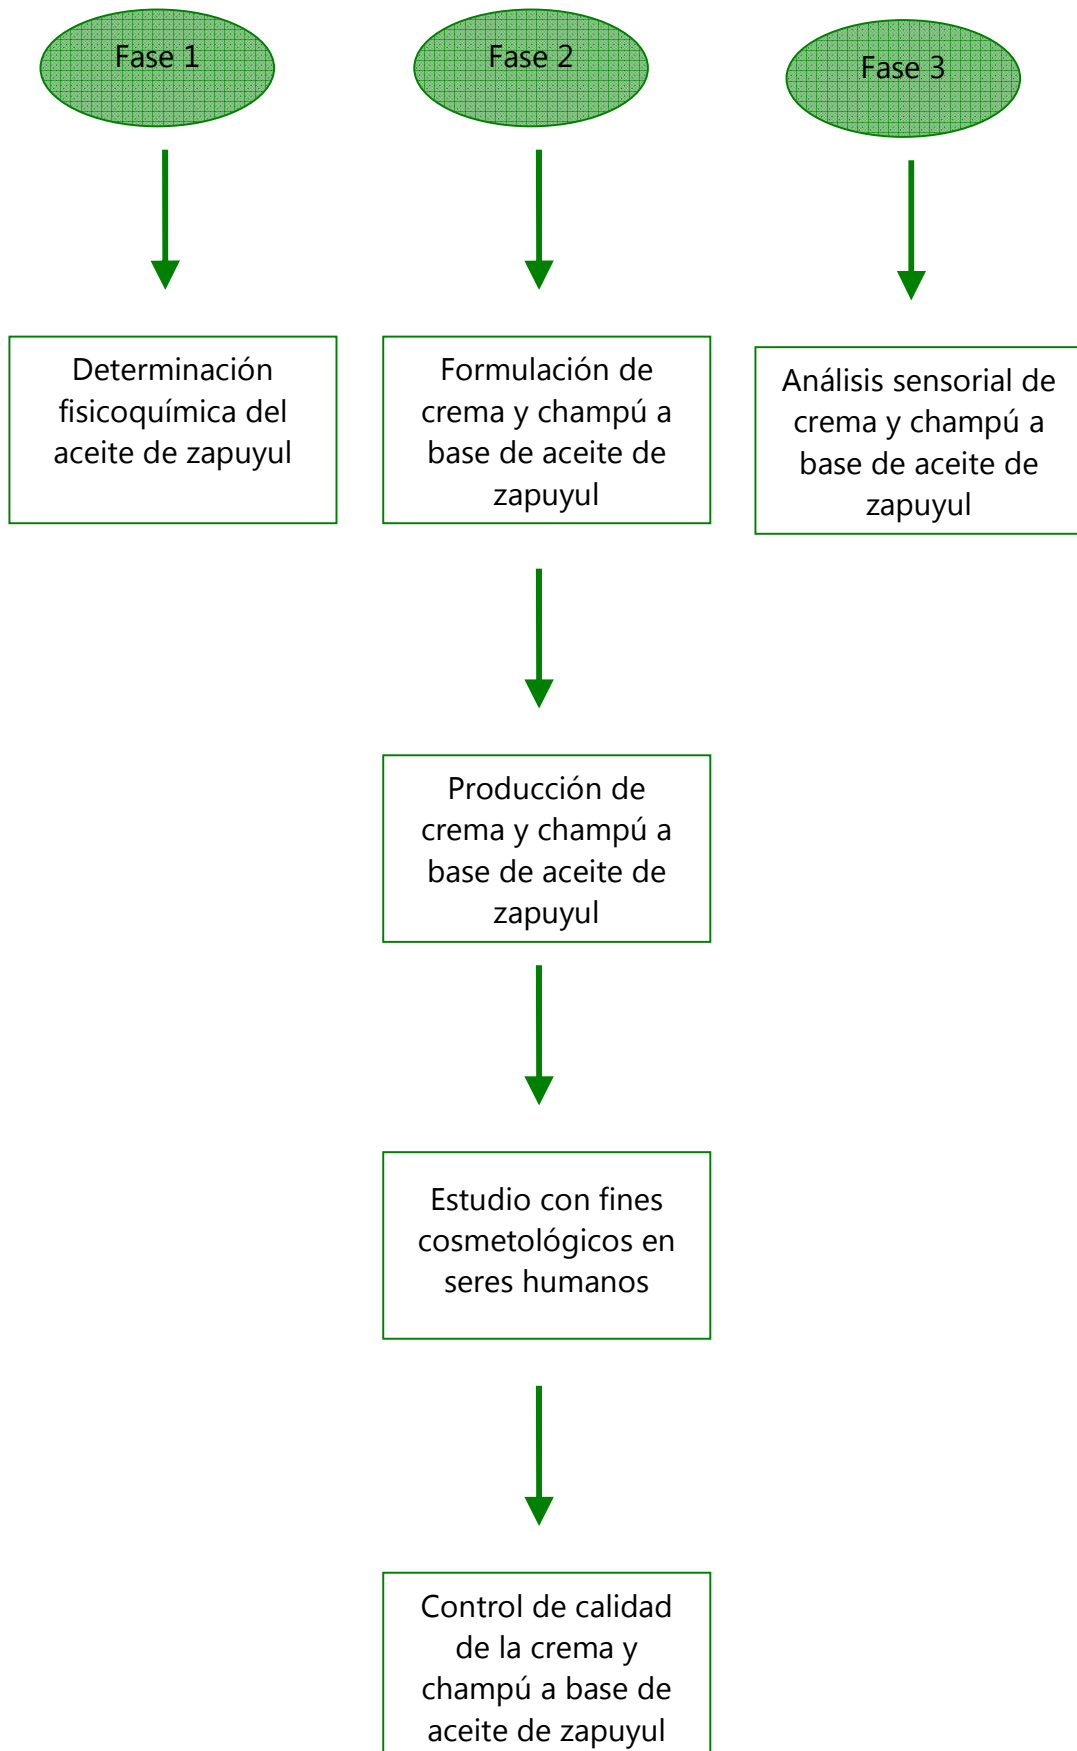 Fase 1
Fase 2
Fase 3
Determinación
fisicoquímica del
aceite de zapuyul
Formulación de
crema y champú a
base de aceite de
zapuyul
Análisis sensorial de
crema y champú a
base de aceite de
zapuyul
Producción de
crema y champú a
base de aceite de
zapuyul
Estudio con fines
cosmetológicos en
seres humanos
Control de calidad
de la crema y
champú a base de
aceite de zapuyul